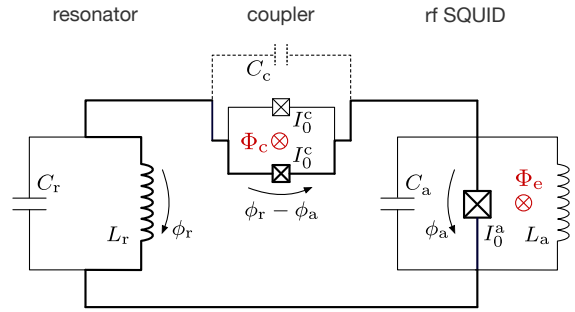 resonator coupler rf SQUID
C_c
I_0^c
Φ_c
I_0^c
C_r
C_a
Φ_e
ϕ_r − ϕ_a
L_r
ϕ_r
ϕ_a
I_0^a
L_a